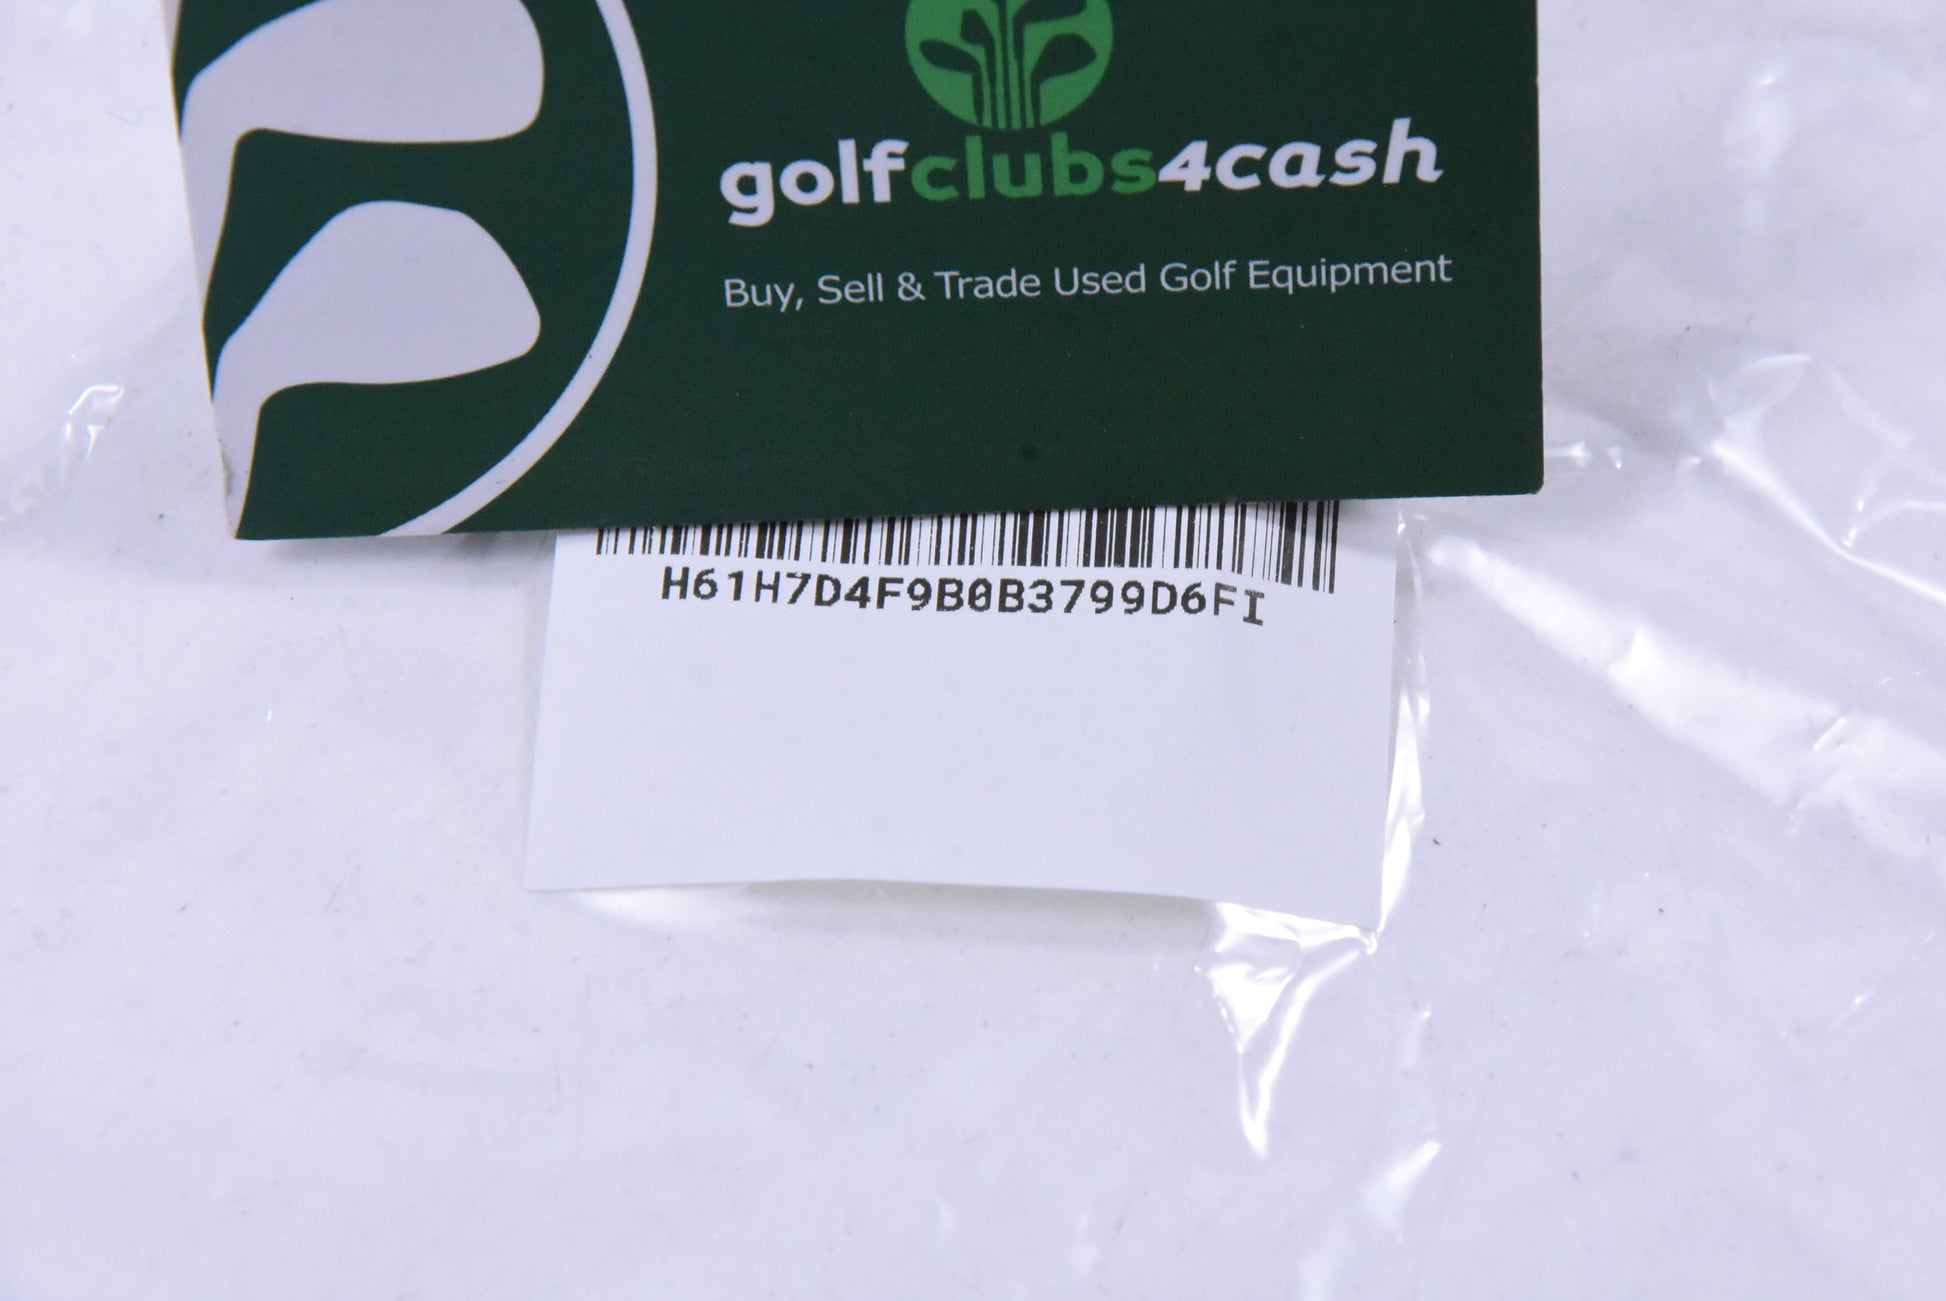 golfclubs4cash
Buy, Sell & Trade Used Golf Equipment
H61H7D4F9B0B3799D6FI